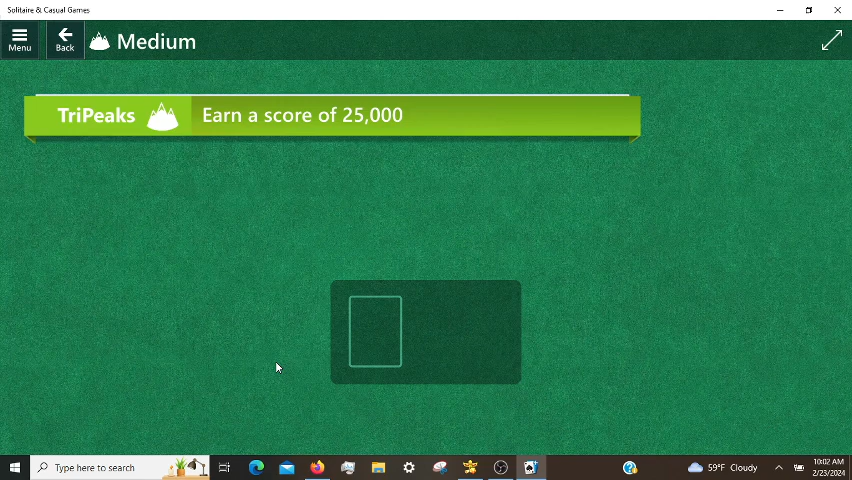 Solitaire & Casual Games
Menu
Back
Medium
TriPeaks
Earn a score of 25,000
Type here to search
59°F Cloudy
10:02 AM
2/23/2024